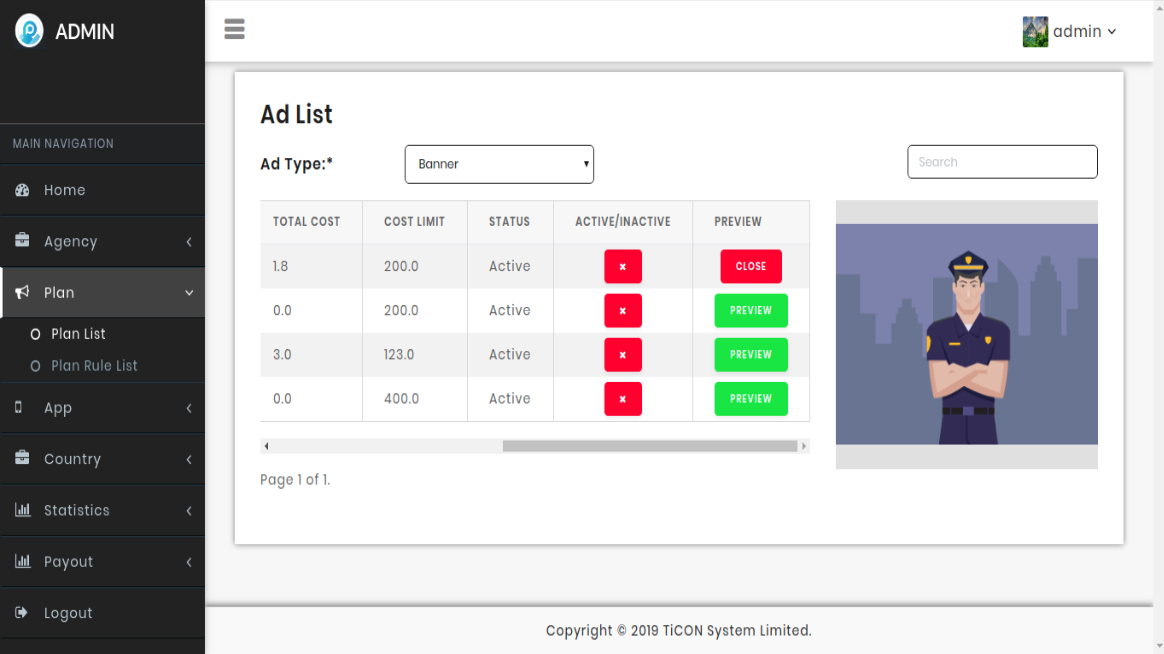 ADMIN
admin
MAIN NAVIGATION
Home
Agency
Plan
Plan List
Plan Rule List
App
Country
Statistics
Payout
Logout
Ad List
Ad Type:*
Banner
Search
TOTAL COST COST LIMIT STATUS ACTIVE/INACTIVE PREVIEW
1.8 200.0 Active × CLOSE
0.0 200.0 Active × PREVIEW
3.0 123.0 Active × PREVIEW
0.0 400.0 Active × PREVIEW
Page 1 of 1.
Copyright © 2019 TiCON System Limited.